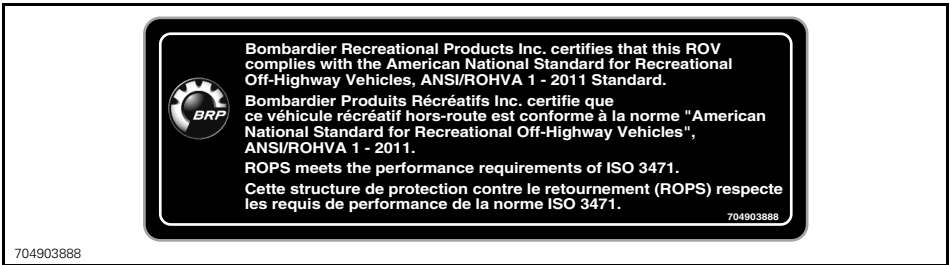 Bombardier Recreational Products Inc. certifies that this ROV
complies with the American National Standard for Recreational
Off-Highway Vehicles, ANSI/ROHVA 1 - 2011 Standard.
Bombardier Produits Récréatifs Inc. certifie que
ce véhicule récréatif hors-route est conforme à la norme "American
National Standard for Recreational Off-Highway Vehicles",
ANSI/ROHVA 1 - 2011.
ROPS meets the performance requirements of ISO 3471.
Cette structure de protection contre le retournement (ROPS) respecte
les requis de performance de la norme ISO 3471.
BRP
704903888
704903888